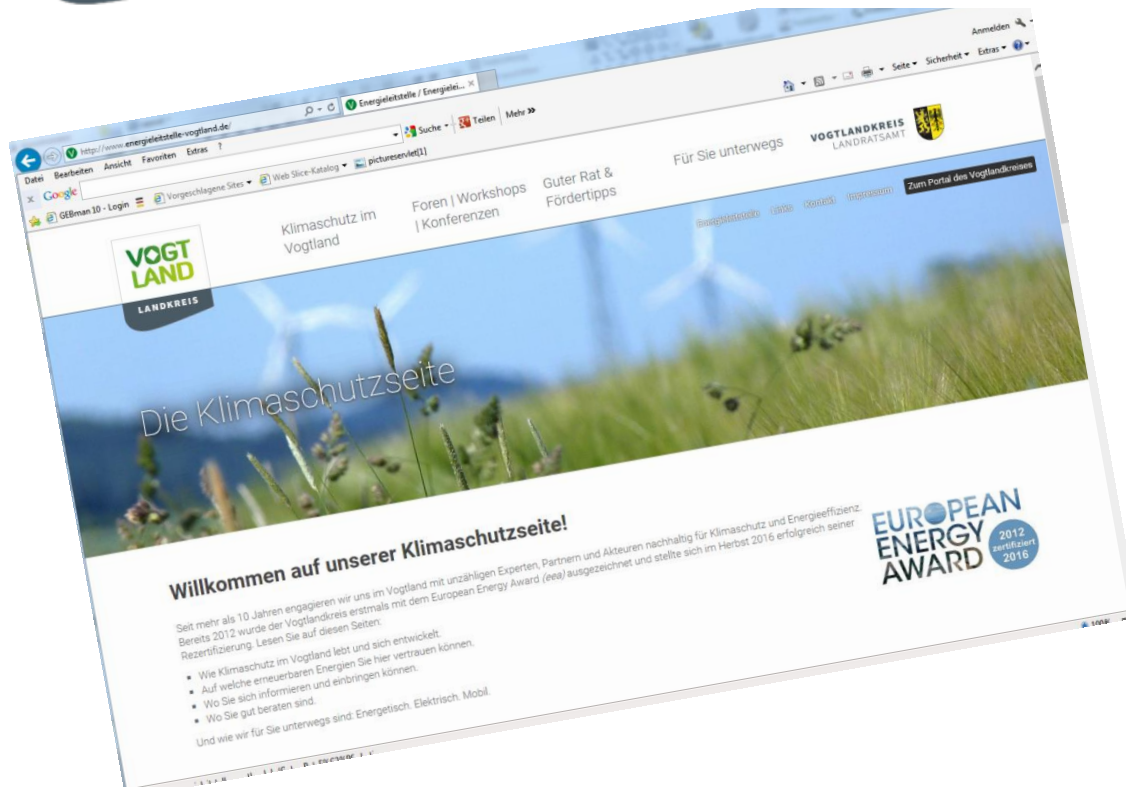 Anmelden
http://www.energieleitstelle-vogtland.de/
Energieleitstelle / Energielei...
Datei Bearbeiten Ansicht Favoriten Extras ?
x Google Suche Teilen Mehr »
GEBman 10 - Login Vorgeschlagene Sites Web Slice-Katalog pictureservlet[1]
Seite Sicherheit Extras
VOGT
LAND
LANDKREIS
Klimaschutz im
Vogtland
Foren | Workshops
| Konferenzen
Guter Rat &
Fördertipps
Für Sie unterwegs
VOGTLANDKREIS
LANDRATSAMT
Energieleitstelle Links Kontakt Impressum Zum Portal des Vogtlandkreises
Die Klimaschutzseite
Willkommen auf unserer Klimaschutzseite!
Seit mehr als 10 Jahren engagieren wir uns im Vogtland mit unzähligen Experten, Partnern und Akteuren nachhaltig für Klimaschutz und Energieeffizienz.
Bereits 2012 wurde der Vogtlandkreis erstmals mit dem European Energy Award (eea) ausgezeichnet und stellte sich im Herbst 2016 erfolgreich seiner
Rezertifizierung. Lesen Sie auf diesen Seiten:
Wie Klimaschutz im Vogtland lebt und sich entwickelt.
Auf welche erneuerbaren Energien Sie hier vertrauen können.
Wo Sie sich informieren und einbringen können.
Wo Sie gut beraten sind.
Und wie wir für Sie unterwegs sind: Energetisch. Elektrisch. Mobil.
EUROPEAN
ENERGY
AWARD
2012
zertifiziert
2016